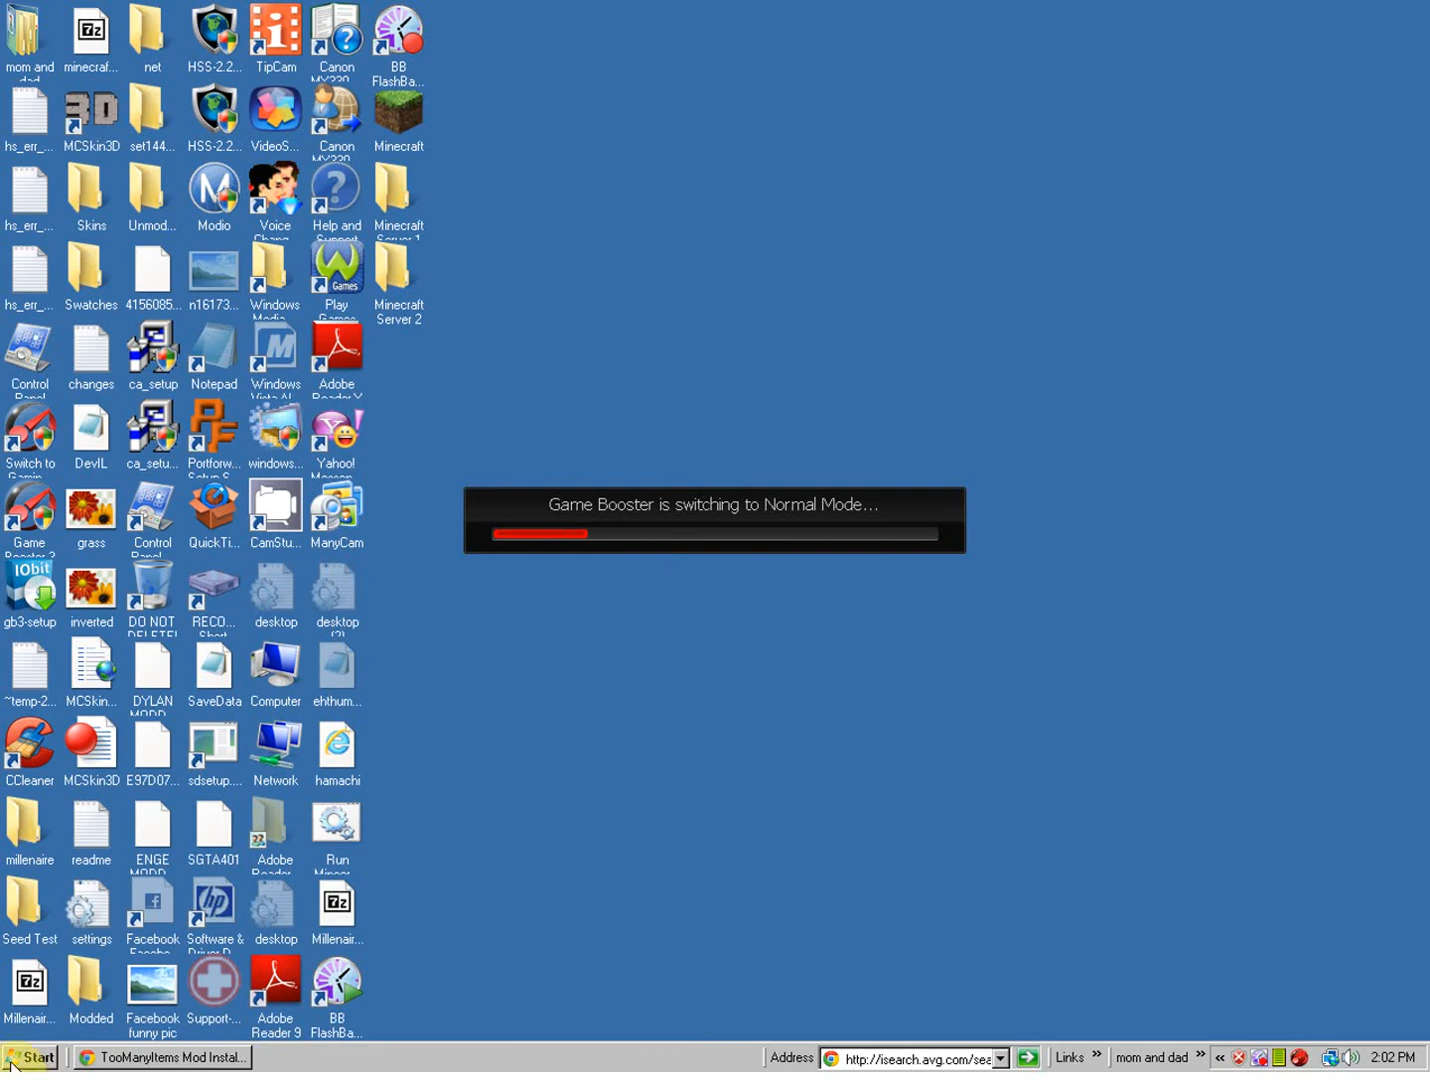 mom and
dad
minecraf...
net
HSS-2.2...
TipCam
Canon
BB
FlashBa...
hs_err_...
MCSkin3D
set144...
HSS-2.2...
VideoS...
Canon
Minecraft
hs_err_...
Skins
Unmod...
Modio
Voice
Help and
Minecraft
Server 1
hs_err_...
Swatches
4156085...
n16173...
Windows
Play
Minecraft
Server 2
Control
changes
ca_setup
Notepad
Windows
Adobe
Switch to
DevIL
ca_setu...
Portforw...
windows...
Yahoo!
Game
grass
Control
QuickTi...
CamStu...
ManyCam
Game Booster is switching to Normal Mode...
IObit
gb3-setup
inverted
DO NOT
DELETE!
RECO...
desktop
desktop
(2)
~temp-2...
MCSkin...
DYLAN
SaveData
Computer
ehthum...
CCleaner
MCSkin3D
E97D07...
sdsetup....
Network
hamachi
millenaire
readme
ENGE
SGTA401
Adobe
Run
Seed Test
settings
Facebook
Software &
desktop
Millenair...
Millenair...
Modded
Facebook
funny pic
Support-...
Adobe
Reader 9
BB
FlashBa...
Start
TooManyItems Mod Instal...
Address
http://isearch.avg.com/sea
Links »
mom and dad »
«
2:02 PM